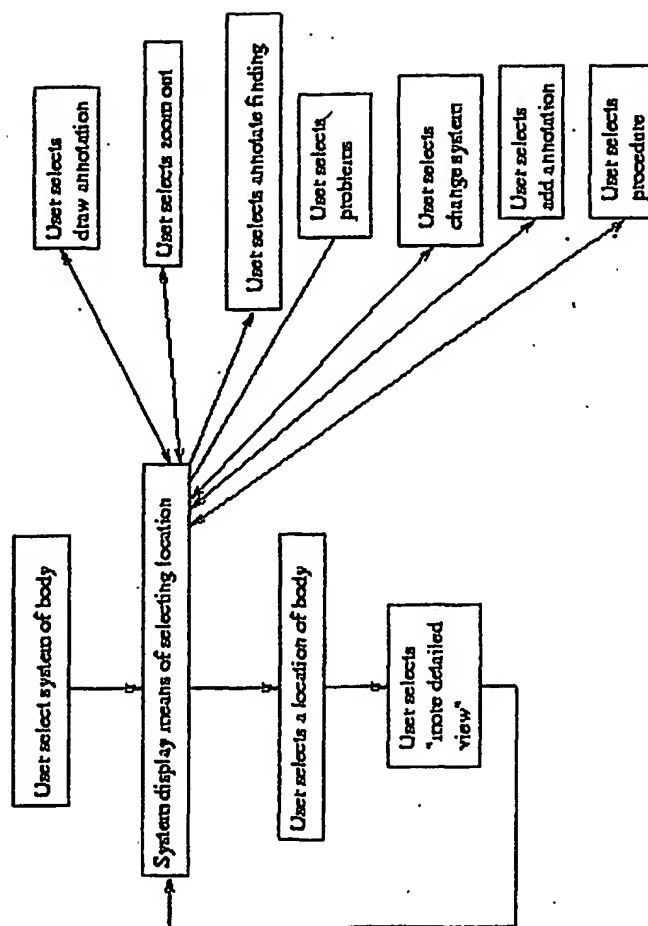 User select system of body
System display means of selecting location
User selects a location of body
User selects
"more detailed
view"
User selects
draw annotation
User selects zoom out
User selects annotate finding
User selects
problems
User selects
change system
User selects
add annotation
User selects
procedure